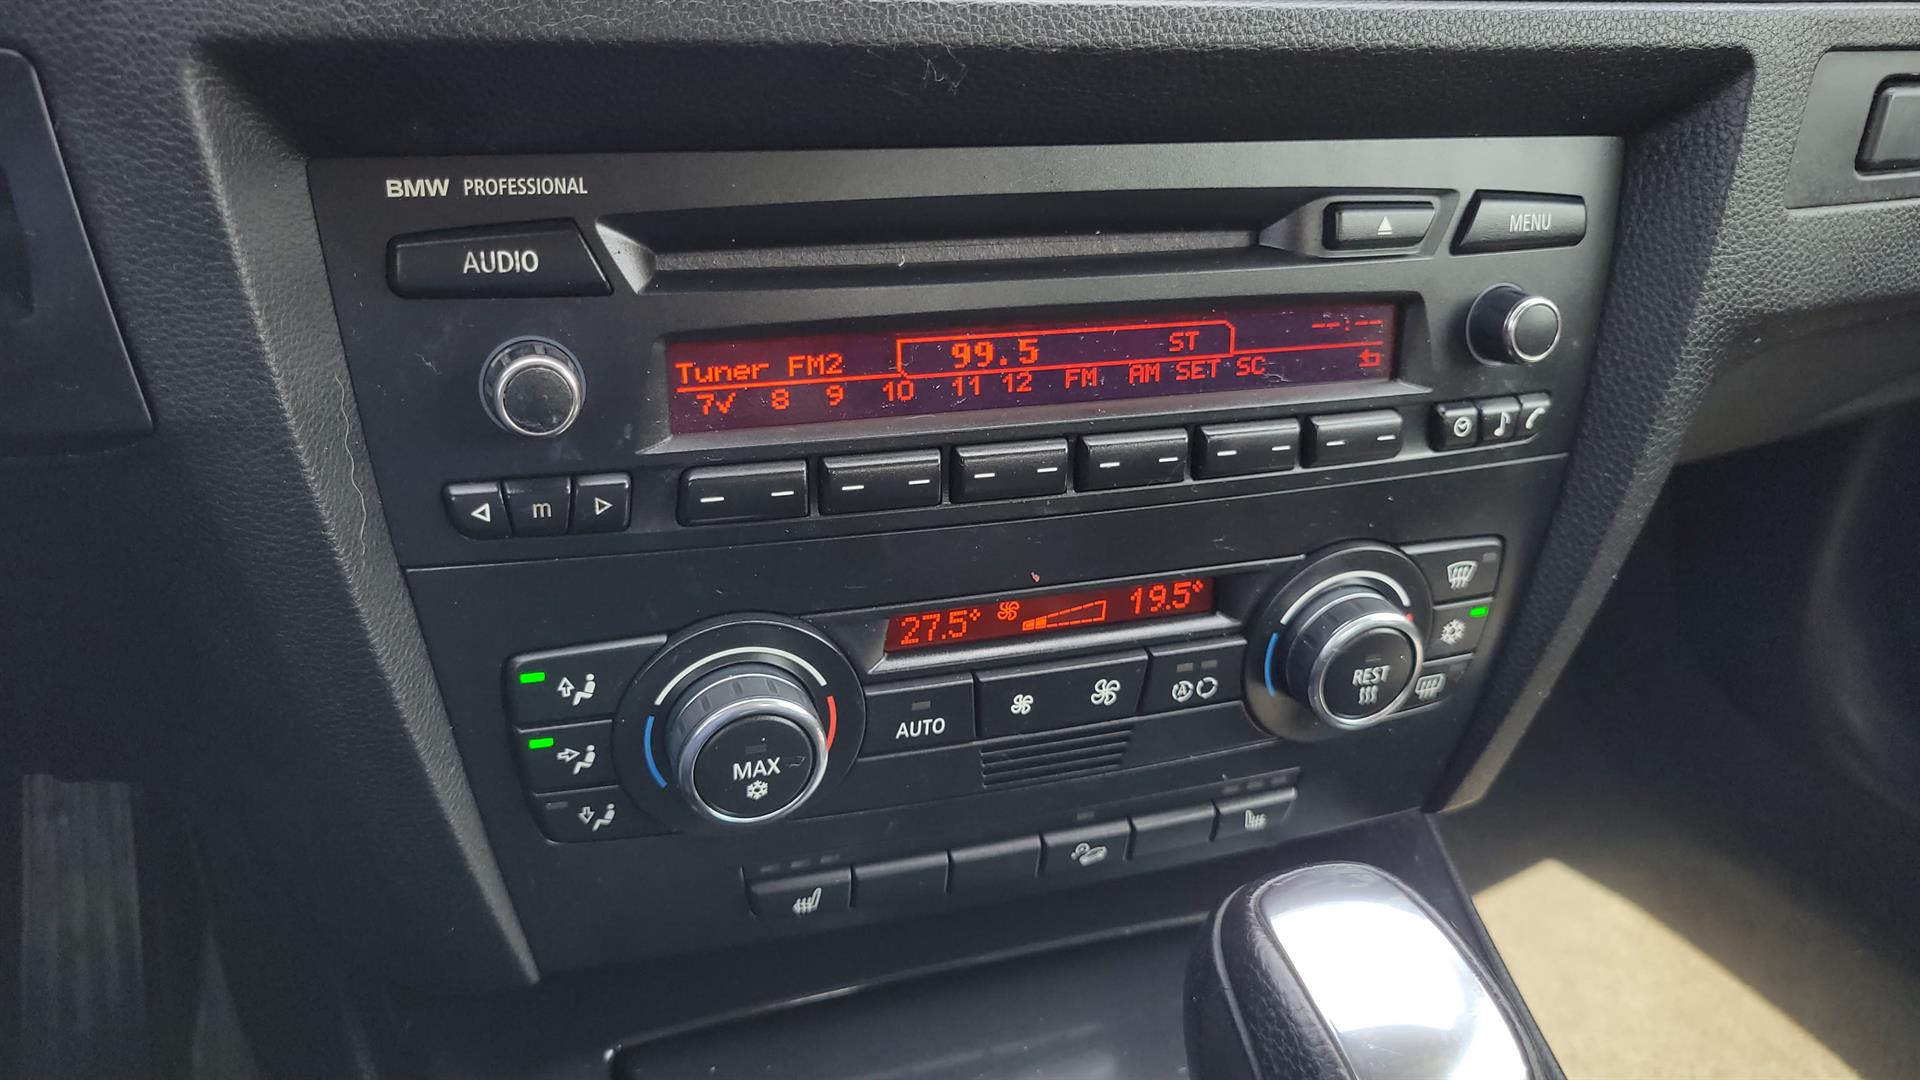 BMW PROFESSIONAL
AUDIO
MENU
Tuner FM2 99.5 ST --:--
7✓ 8 9 10 11 12 FM AM SET SC
m
27.5° 19.5°
AUTO
A
MAX
REST